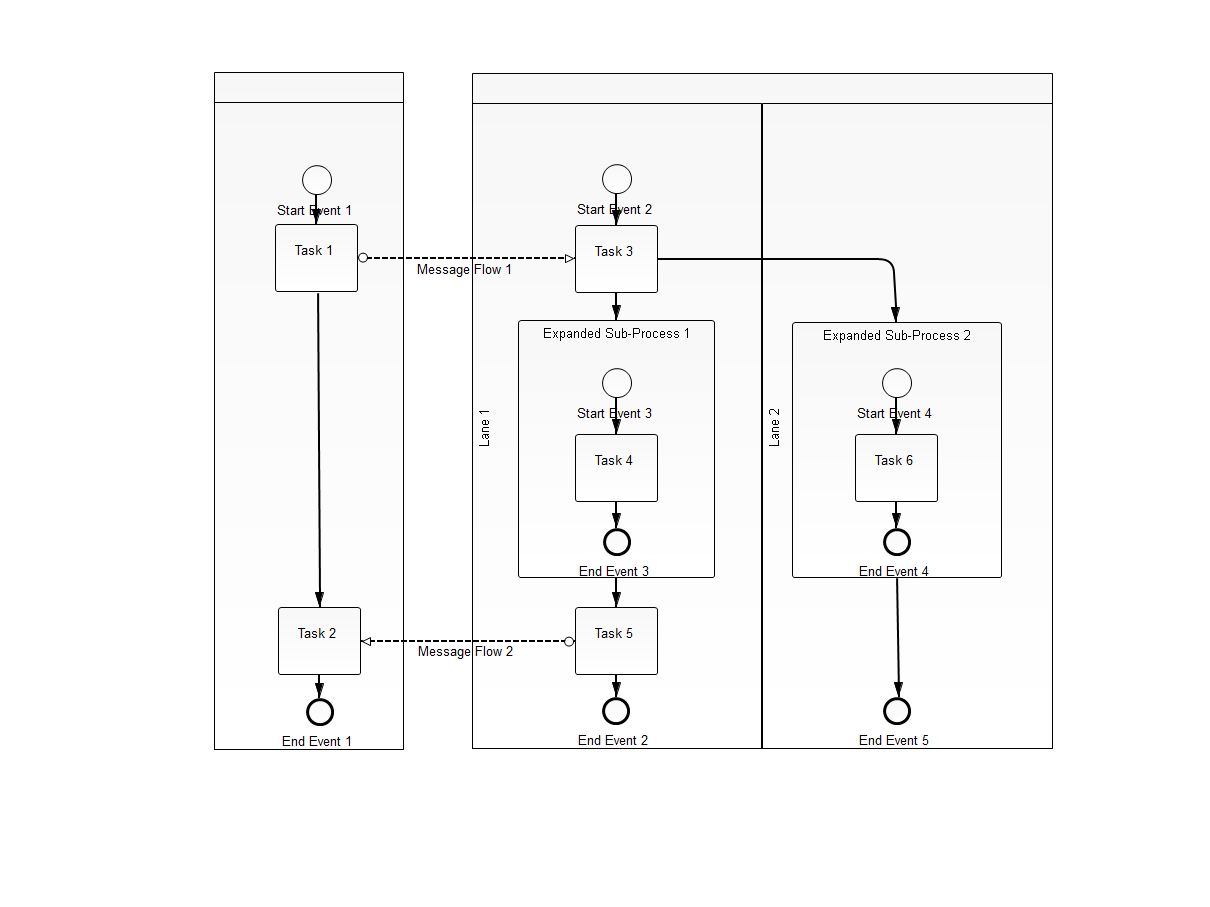 Start Event 1
Task 1
Message Flow 1
Task 2
Message Flow 2
End Event 1
Lane 1
Start Event 2
Task 3
Expanded Sub-Process 1
Start Event 3
Task 4
End Event 3
Task 5
End Event 2
Lane 2
Expanded Sub-Process 2
Start Event 4
Task 6
End Event 4
End Event 5